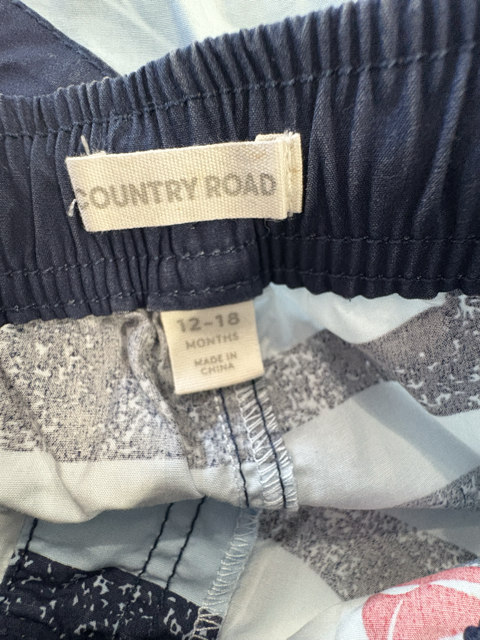 COUNTRY ROAD
12-18
MONTHS
MADE IN
CHINA